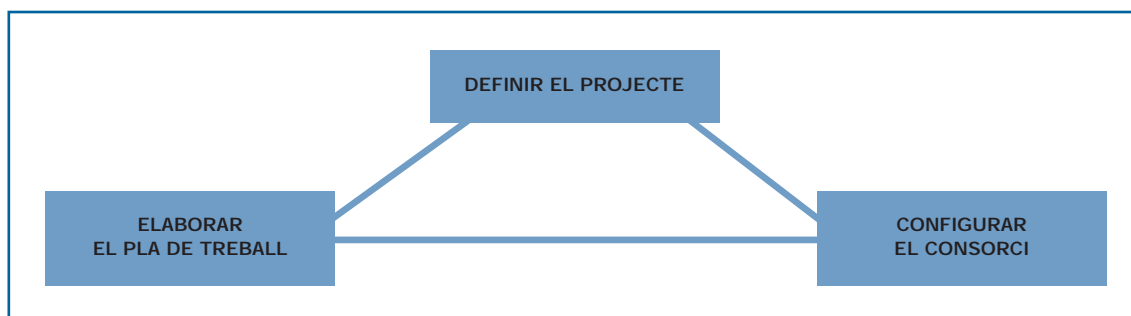 DEFINIR EL PROJECTE
ELABORAR
EL PLA DE TREBALL
CONFIGURAR
EL CONSORCI